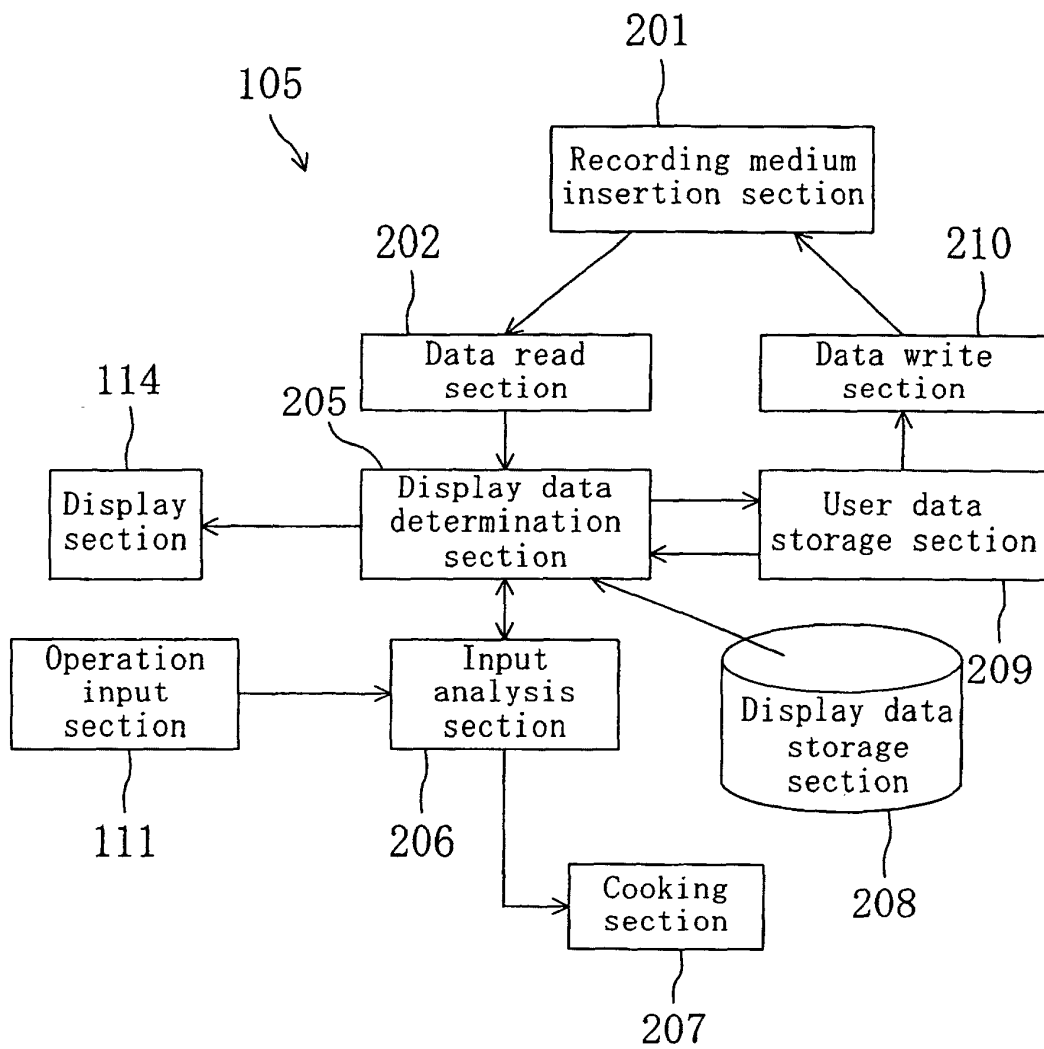 201
105
Recording medium
insertion section
202
210
Data read
section
Data write
section
114
205
Display
section
Display data
determination
section
User data
storage section
Operation
input
section
Input
analysis
section
209
Display data
storage
section
111
206
208
Cooking
section
207